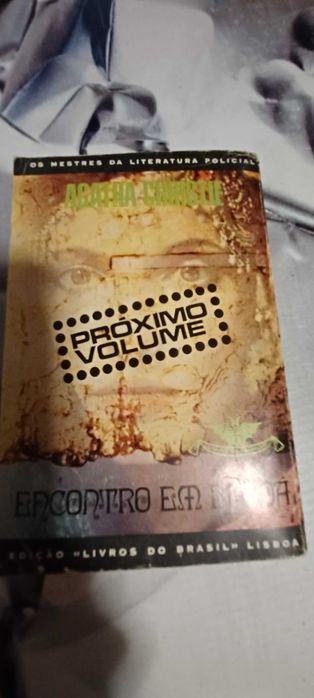 OS MESTRES DA LITERATURA POLICIAL
AGATHA CHRISTIE
PRÓXIMO
VOLUME
ENCONTRO EM
EDIÇÃO «LIVROS DO BRASIL» LISBOA